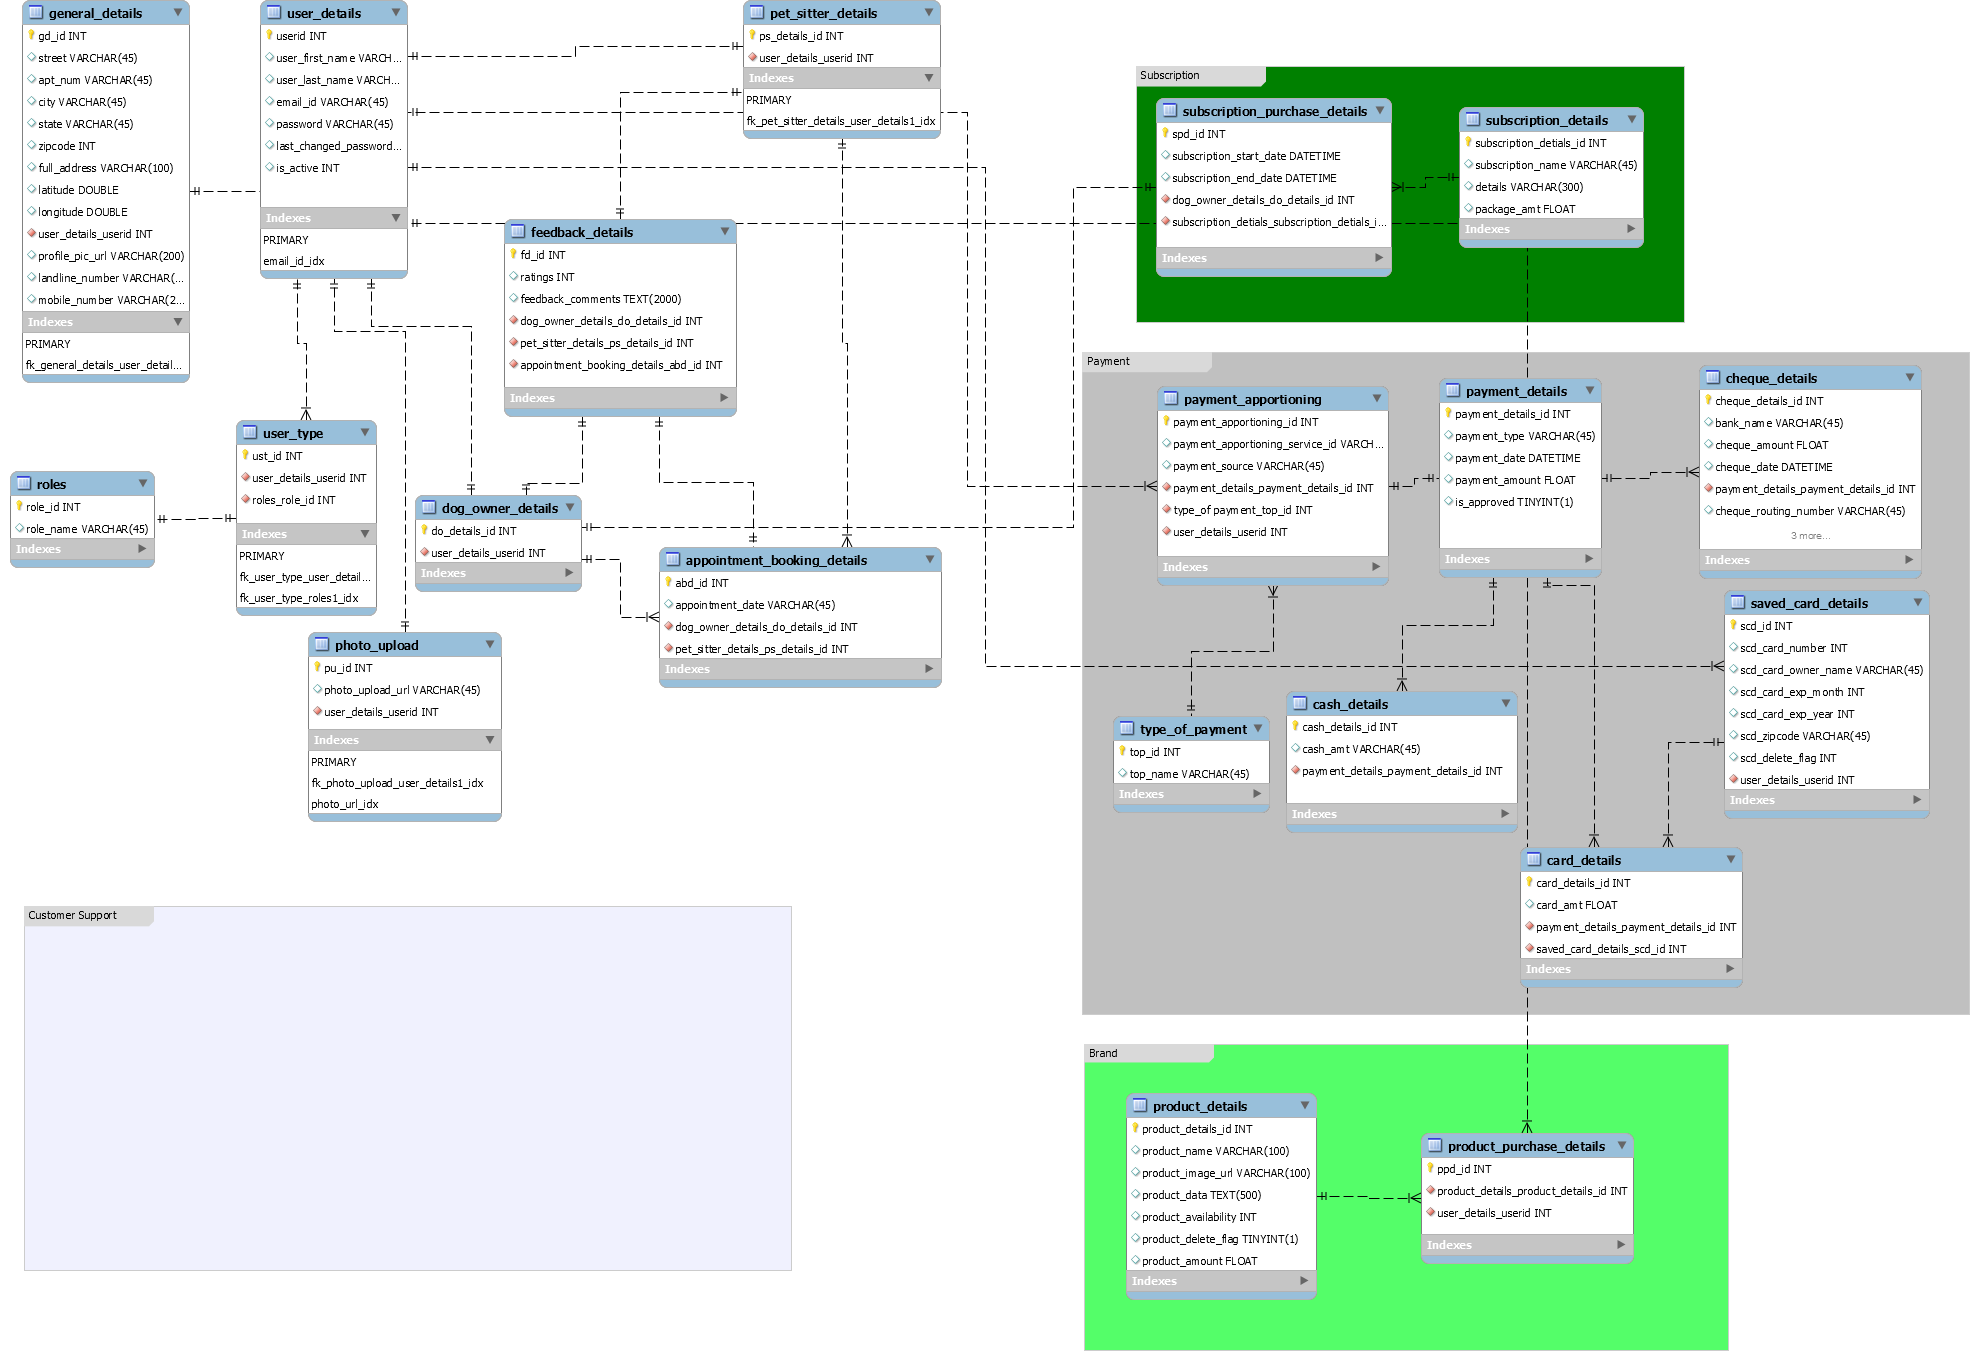 general_details
gd_id INT
street VARCHAR(45)
apt_num VARCHAR(45)
city VARCHAR(45)
state VARCHAR(45)
zipcode INT
full_address VARCHAR(100)
latitude DOUBLE
longitude DOUBLE
user_details_userid INT
profile_pic_url VARCHAR(200)
landline_number VARCHAR(...
mobile_number VARCHAR(2...
Indexes
PRIMARY
fk_general_details_user_detail...
user_details
userid INT
user_first_name VARCH...
user_last_name VARCH...
email_id VARCHAR(45)
password VARCHAR(45)
last_changed_password...
is_active INT
Indexes
PRIMARY
email_id_idx
pet_sitter_details
ps_details_id INT
user_details_userid INT
Indexes
PRIMARY
fk_pet_sitter_details_user_details1_idx
feedback_details
fd_id INT
ratings INT
feedback_comments TEXT(2000)
dog_owner_details_do_details_id INT
pet_sitter_details_ps_details_id INT
appointment_booking_details_abd_id INT
Indexes
user_type
ust_id INT
user_details_userid INT
roles_role_id INT
Indexes
PRIMARY
fk_user_type_user_detail...
fk_user_type_roles1_idx
roles
role_id INT
role_name VARCHAR(45)
Indexes
dog_owner_details
do_details_id INT
user_details_userid INT
Indexes
appointment_booking_details
abd_id INT
appointment_date VARCHAR(45)
dog_owner_details_do_details_id INT
pet_sitter_details_ps_details_id INT
Indexes
photo_upload
pu_id INT
photo_upload_url VARCHAR(45)
user_details_userid INT
Indexes
PRIMARY
fk_photo_upload_user_details1_idx
photo_url_idx
Customer Support
Subscription
subscription_purchase_details
spd_id INT
subscription_start_date DATETIME
subscription_end_date DATETIME
dog_owner_details_do_details_id INT
subscription_detials_subscription_detials_i...
Indexes
subscription_details
subscription_detials_id INT
subscription_name VARCHAR(45)
details VARCHAR(300)
package_amt FLOAT
Indexes
Payment
payment_apportioning
payment_apportioning_id INT
payment_apportioning_service_id VARCH...
payment_source VARCHAR(45)
payment_details_payment_details_id INT
type_of payment_top_id INT
user_details_userid INT
Indexes
payment_details
payment_details_id INT
payment_type VARCHAR(45)
payment_date DATETIME
payment_amount FLOAT
is_approved TINYINT(1)
Indexes
cheque_details
cheque_details_id INT
bank_name VARCHAR(45)
cheque_amount FLOAT
cheque_date DATETIME
payment_details_payment_details_id INT
cheque_routing_number VARCHAR(45)
3 more...
Indexes
saved_card_details
scd_id INT
scd_card_number INT
scd_card_owner_name VARCHAR(45)
scd_card_exp_month INT
scd_card_exp_year INT
scd_zipcode VARCHAR(45)
scd_delete_flag INT
user_details_userid INT
Indexes
type_of_payment
top_id INT
top_name VARCHAR(45)
Indexes
cash_details
cash_details_id INT
cash_amt VARCHAR(45)
payment_details_payment_details_id INT
Indexes
card_details
card_details_id INT
card_amt FLOAT
payment_details_payment_details_id INT
saved_card_details_scd_id INT
Indexes
Brand
product_details
product_details_id INT
product_name VARCHAR(100)
product_image_url VARCHAR(100)
product_data TEXT(500)
product_availability INT
product_delete_flag TINYINT(1)
product_amount FLOAT
Indexes
product_purchase_details
ppd_id INT
product_details_product_details_id INT
user_details_userid INT
Indexes